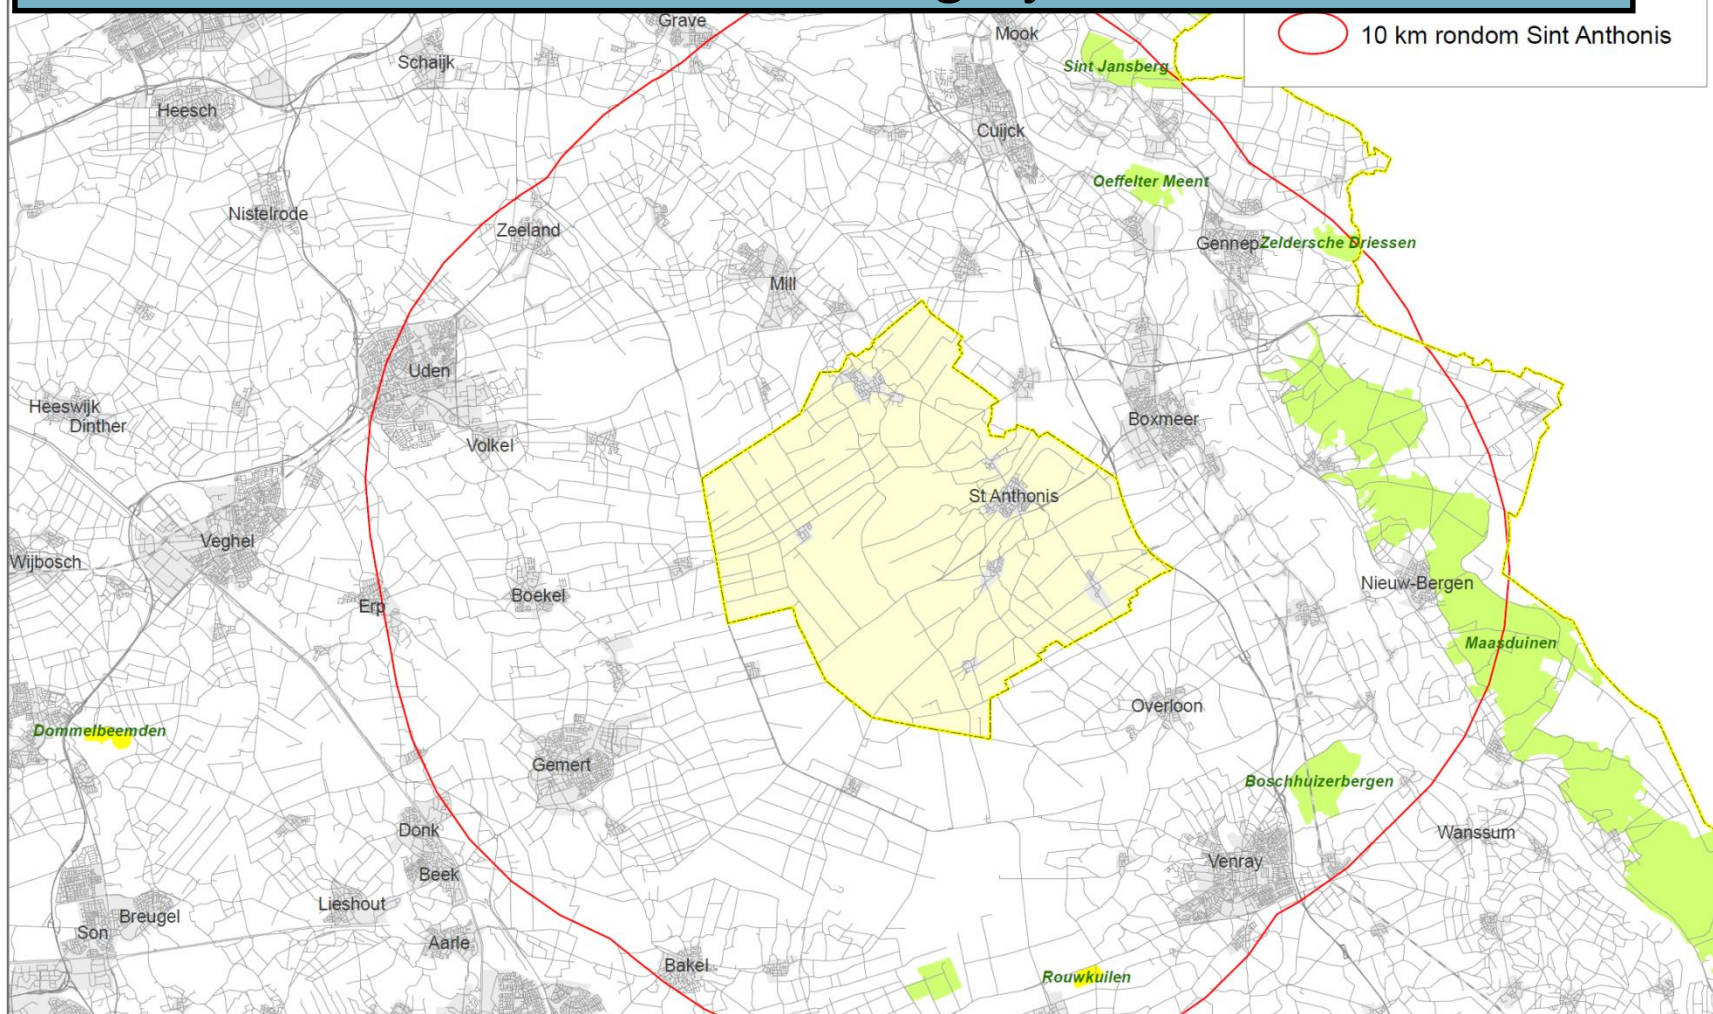 Grave
Mook
10 km rondom Sint Anthonis
Schaijk
Sint Jansberg
Heesch
Cuijck
Oeffelter Meent
Nistelrode
Zeeland
Gennep
Zeldersche Driessen
Mill
Uden
Heeswijk
Dinther
Boxmeer
Volkel
St Anthonis
Veghel
Wijbosch
Nieuw-Bergen
Boekel
Erp
Maasduinen
Overloon
Dommelbeemden
Gemert
Boschhuizerbergen
Donk
Wanssum
Venray
Beek
Lieshout
Breugel
Son
Aarle
Bakel
Rouwkuilen